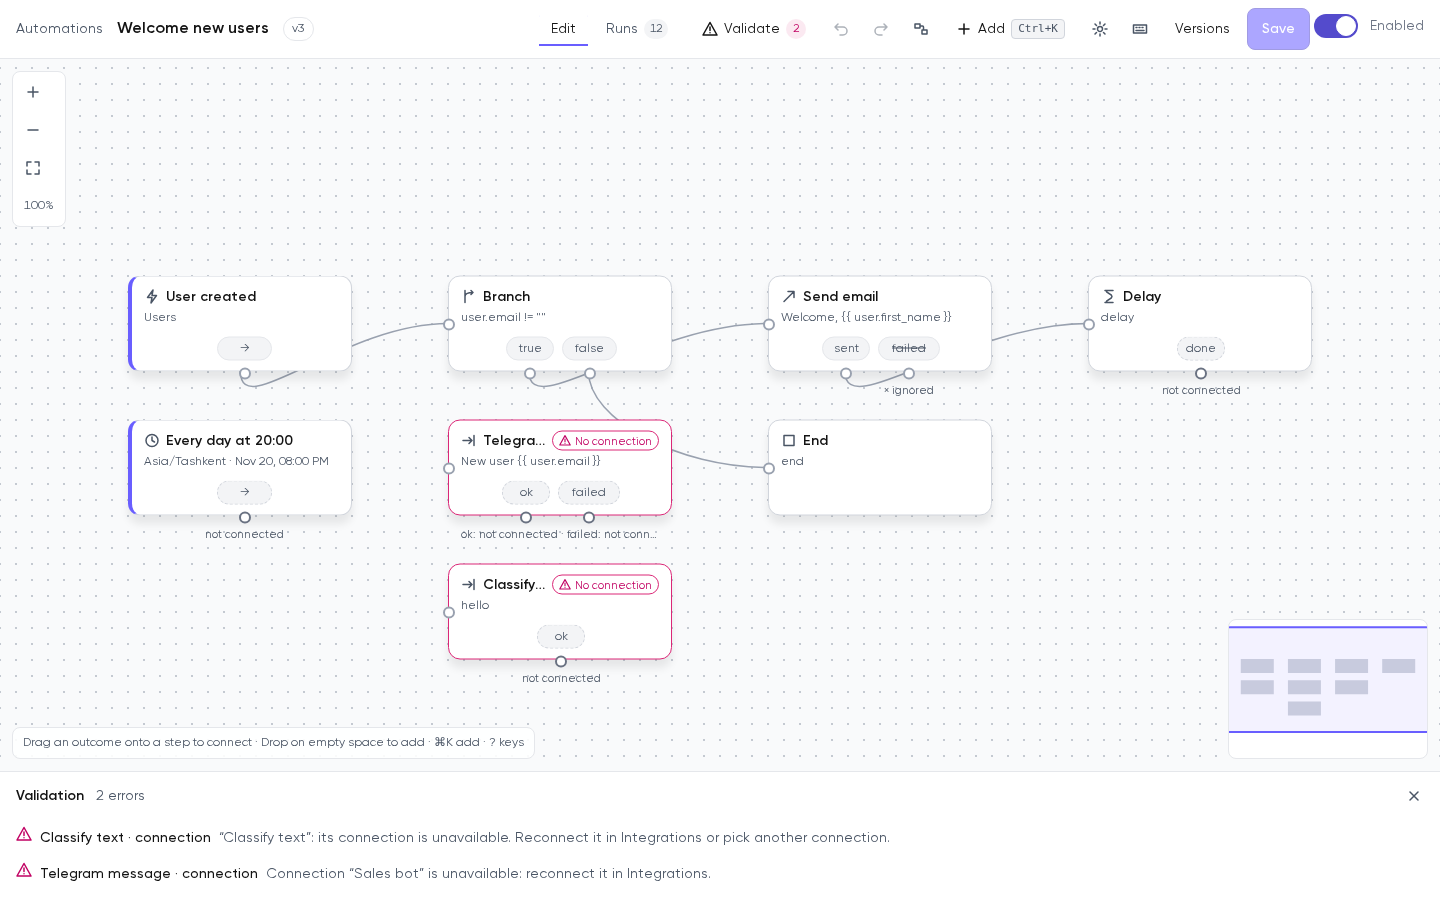 Automations Welcome new users v3 Edit Runs 12 Validate 2 Add Ctrl+K Versions Save Enabled
100%
User created
Users
→
Branch
user.email != ""
true false
Send email
Welcome, {{ user.first_name }}
sent failed
× ignored
Delay
delay
done
not connected
Every day at 20:00
Asia/Tashkent · Nov 20, 08:00 PM
→
not connected
Telegra... No connection
New user {{ user.email }}
ok failed
ok: not connected · failed: not conn...
End
end
Classify... No connection
hello
ok
not connected
Drag an outcome onto a step to connect · Drop on empty space to add · ⌘K add · ? keys
Validation 2 errors
Classify text · connection “Classify text”: its connection is unavailable. Reconnect it in Integrations or pick another connection.
Telegram message · connection Connection “Sales bot” is unavailable: reconnect it in Integrations.